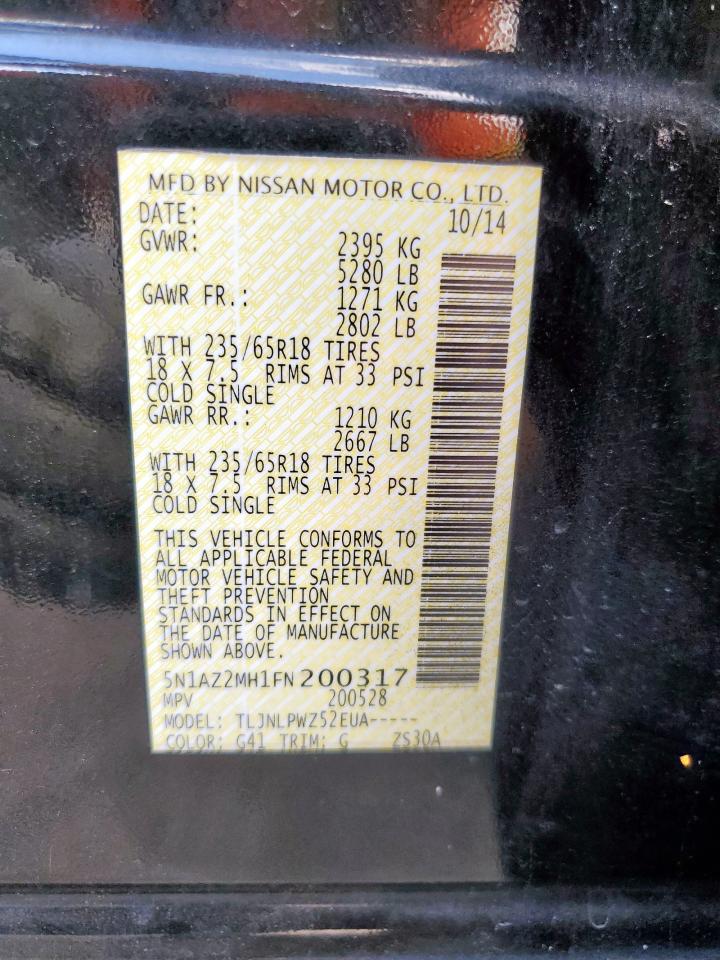 MFD BY NISSAN MOTOR CO., LTD.
DATE: 10/14
GVWR: 2395 KG
5280 LB
GAWR FR.: 1271 KG
2802 LB
WITH 235/65R18 TIRES
18 X 7.5 RIMS AT 33 PSI
COLD SINGLE
GAWR RR.: 1210 KG
2667 LB
WITH 235/65R18 TIRES
18 X 7.5 RIMS AT 33 PSI
COLD SINGLE
THIS VEHICLE CONFORMS TO
ALL APPLICABLE FEDERAL
MOTOR VEHICLE SAFETY AND
THEFT PREVENTION
STANDARDS IN EFFECT ON
THE DATE OF MANUFACTURE
SHOWN ABOVE.
5N1AZ2MH1FN200317
MPV 200528
MODEL: TLJNLPWZ52EUA-----
COLOR: G41 TRIM: G ZS30A